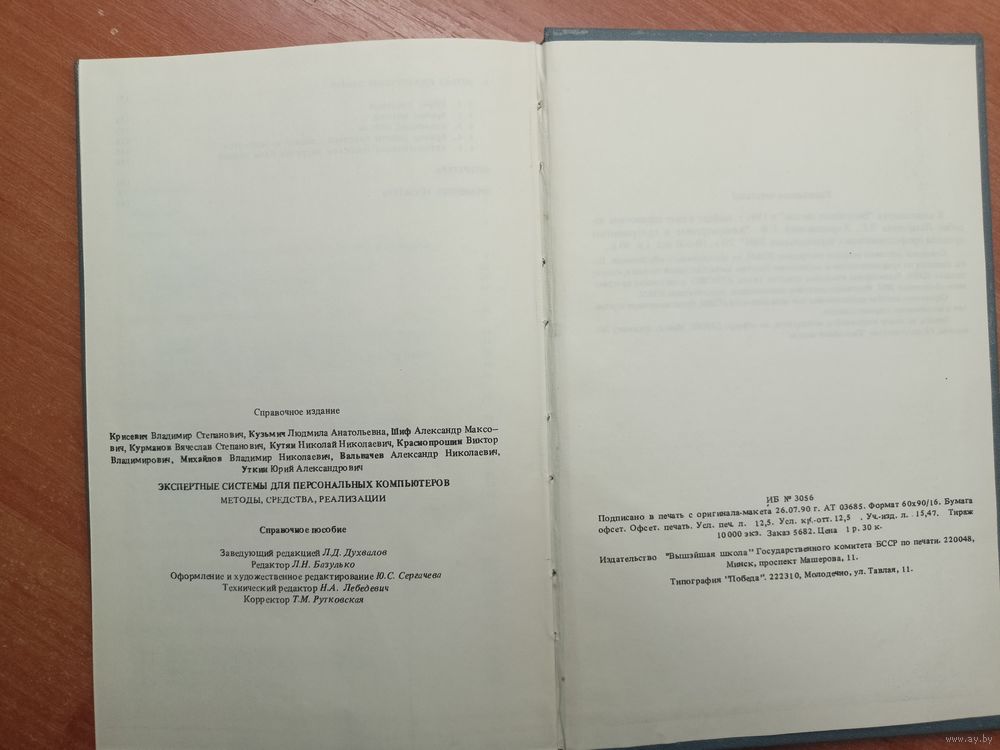 Справочное издание
Крисевич Владимир Степанович, Кузьмич Людмила Анатольевна, Шиф Александр Максо-
вич, Курманов Вячеслав Степанович, Кутян Николай Николаевич, Краснопрошин Виктор
Владимирович, Михайлов Владимир Николаевич, Вальвачев Александр Николаевич,
Уткин Юрий Александрович
ЭКСПЕРТНЫЕ СИСТЕМЫ ДЛЯ ПЕРСОНАЛЬНЫХ КОМПЬЮТЕРОВ
МЕТОДЫ, СРЕДСТВА, РЕАЛИЗАЦИИ
Справочное пособие
Заведующий редакцией Л.Д. Духвалов
Редактор Л.Н. Базулько
Оформление и художественное редактирование Ю.С. Сергачева
Технический редактор Н.А. Лебедевич
Корректор Т.М. Рутковская
ИБ № 3056
Подписано в печать с оригинала-макета 26.07.90 г. АТ 03685. Формат 60х90/16. Бумага
офсет. Офсет. печать. Усл. печ. л. 12,5. Усл. кр.-отт. 12,5 . Уч.-изд. л. 15,47. Тираж
10 000 экз. Заказ 5682. Цена 1 р. 30 к.
Издательство "Вышэйшая школа" Государственного комитета БССР по печати. 220048,
Минск, проспект Машерова, 11.
Типография "Победа". 222310, Молодечно, ул. Тавлая, 11.
www.ay.by